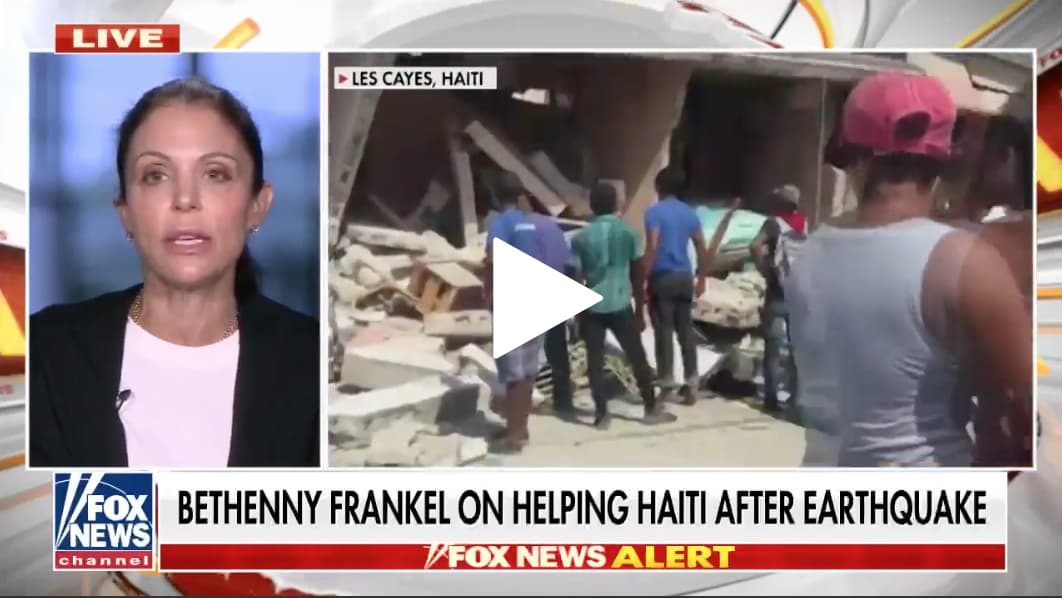 LIVE
LES CAYES, HAITI
FOX
NEWS
channel
BETHENNY FRANKEL ON HELPING HAITI AFTER EARTHQUAKE
FOX NEWS ALERT